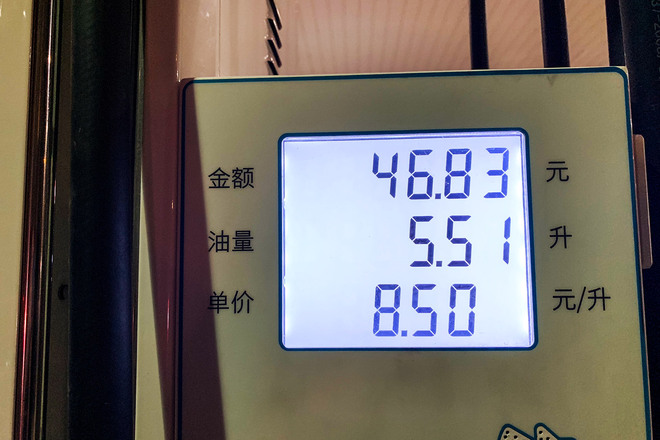 金额 46.83 元
油量 5.51 升
单价 8.50 元/升